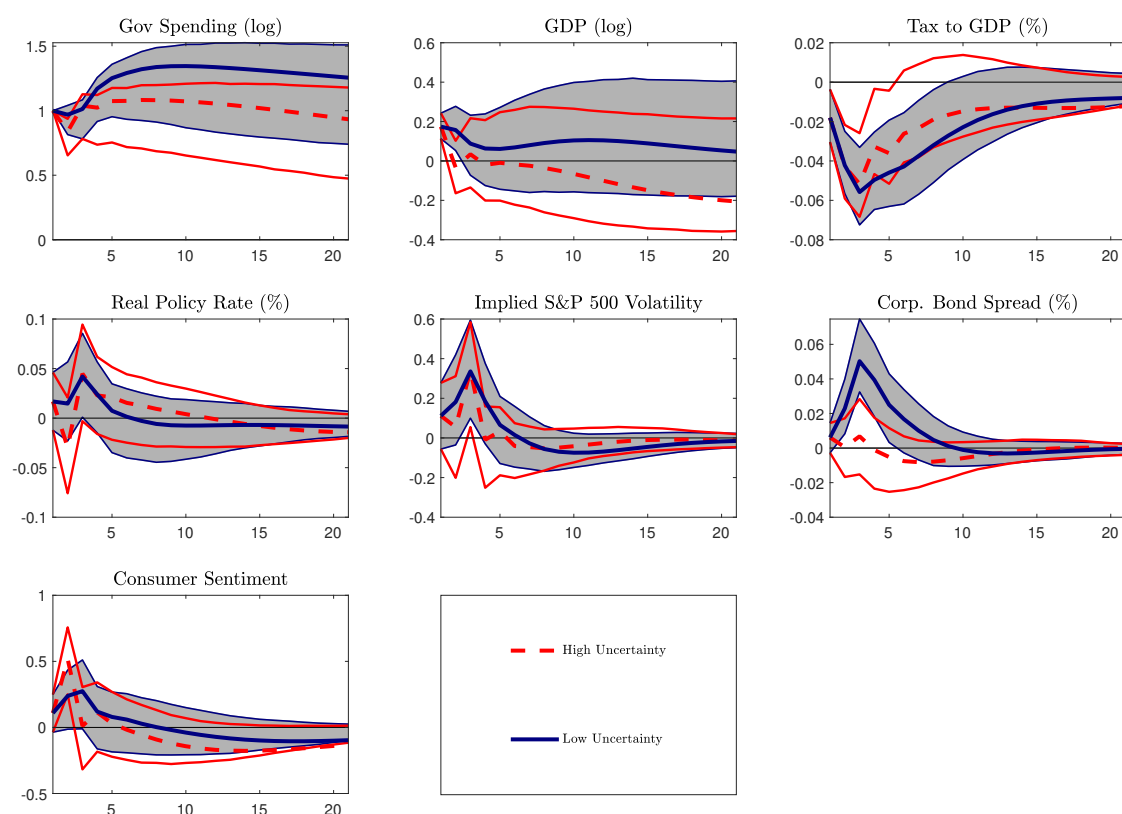 Gov Spending (log)
GDP (log)
Tax to GDP (%)
1.5
1
0.5
0
5 10 15 20
0.6
0.4
0.2
0
-0.2
-0.4
5 10 15 20
0.02
0
-0.02
-0.04
-0.06
-0.08
5 10 15 20
Real Policy Rate (%)
Implied S&P 500 Volatility
Corp. Bond Spread (%)
0.1
0.05
0
-0.05
-0.1
5 10 15 20
0.6
0.4
0.2
0
-0.2
-0.4
5 10 15 20
0.06
0.04
0.02
0
-0.02
-0.04
5 10 15 20
Consumer Sentiment
1
0.5
0
-0.5
5 10 15 20
High Uncertainty
Low Uncertainty